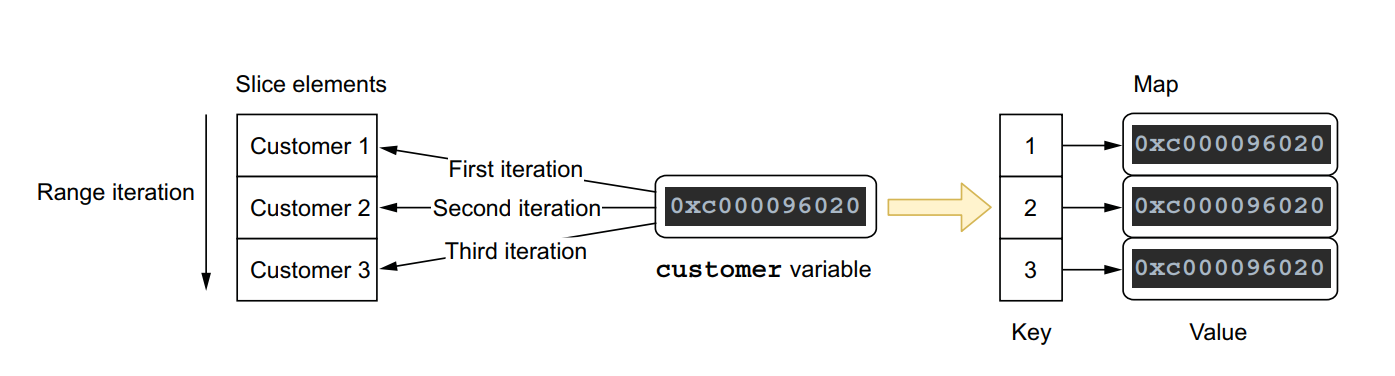 Slice elements
Map
Range iteration
Customer 1
Customer 2
Customer 3
First iteration
Second iteration
Third iteration
0xc000096020
customer variable
1
2
3
0xc000096020
0xc000096020
0xc000096020
Key
Value